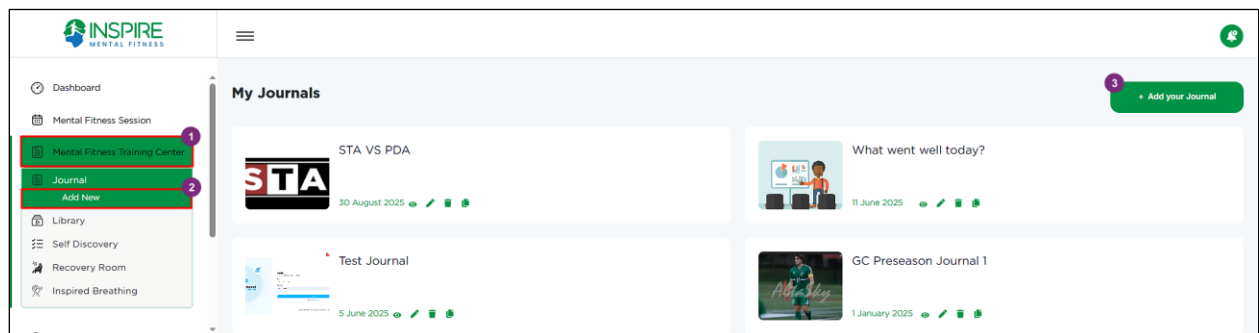 INSPIRE
MENTAL FITNESS
Dashboard
Mental Fitness Session
1
Mental Fitness Training Center
Journal
2
Add New
Library
Self Discovery
Recovery Room
Inspired Breathing
My Journals
3
+ Add your Journal
STA VS PDA
STA
30 August 2025
What went well today?
11 June 2025
Test Journal
5 June 2025
GC Preseason Journal 1
1 January 2025